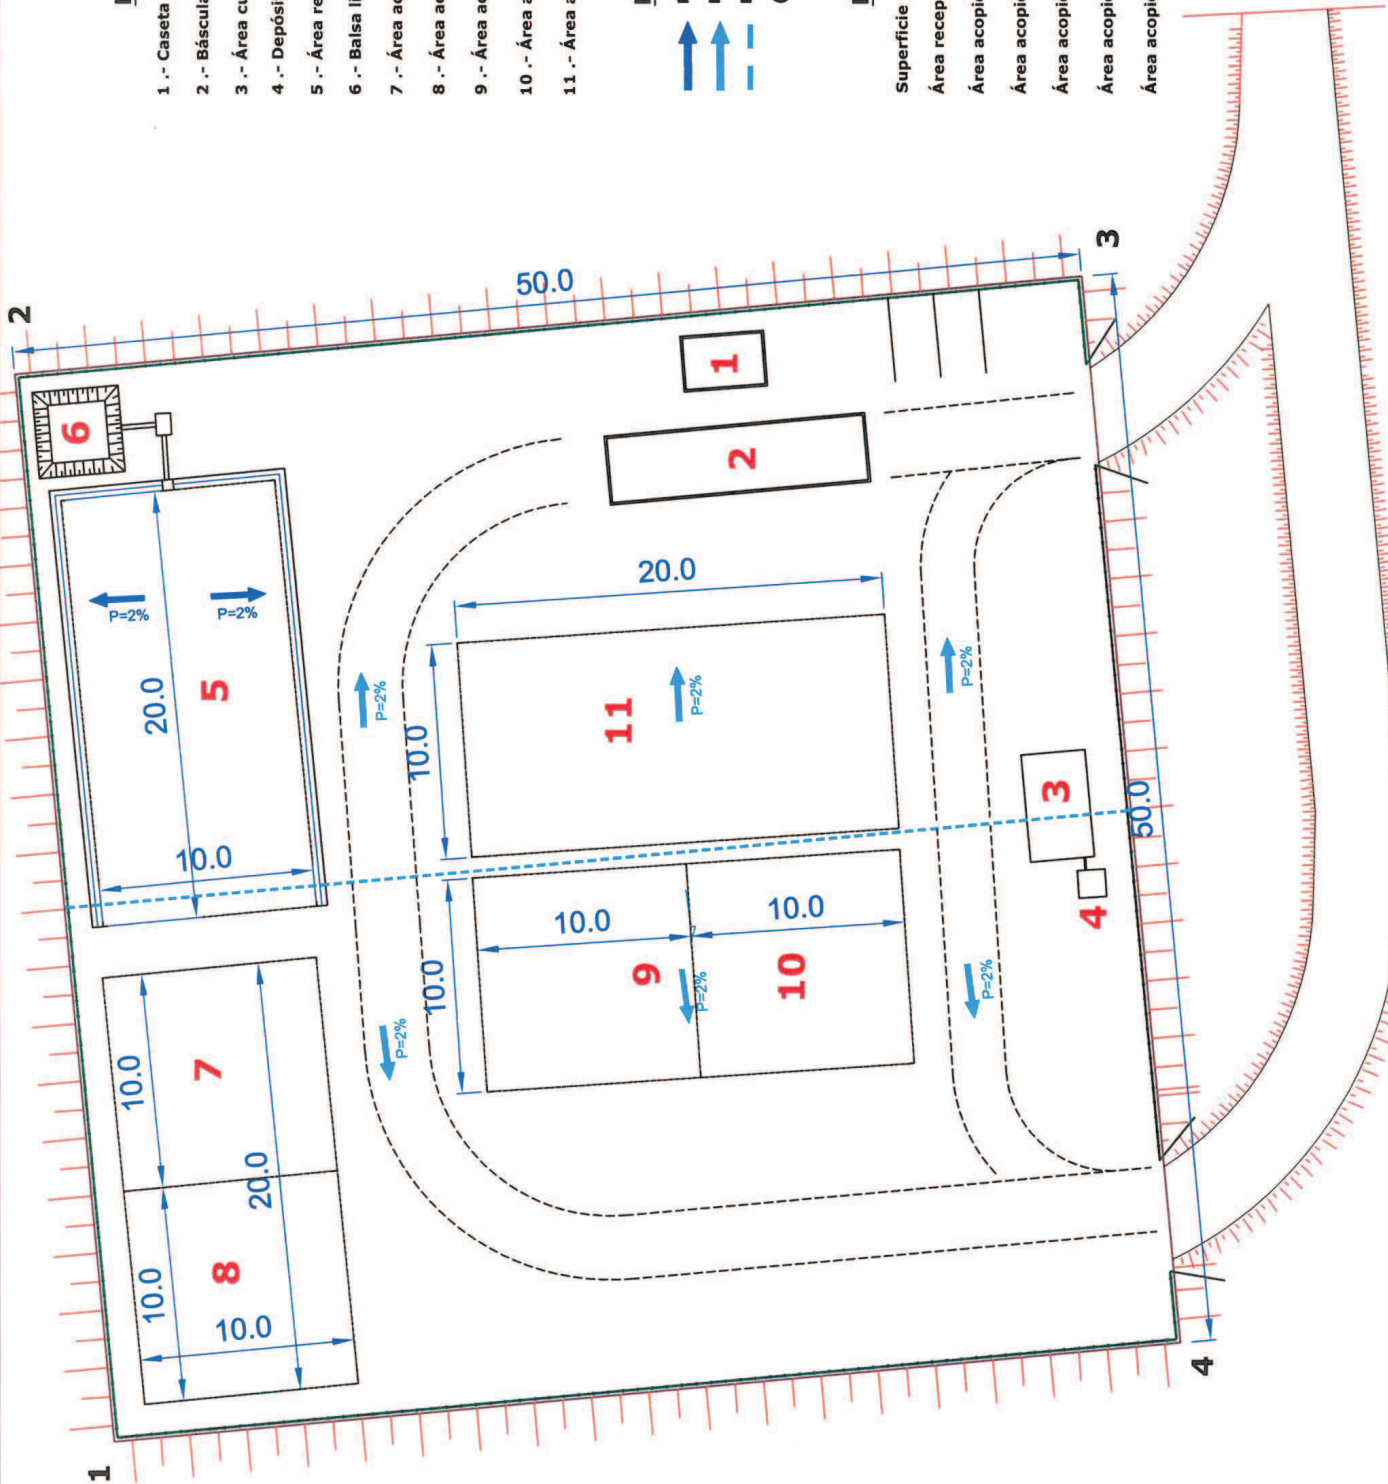 1 .- Caseta
2 .- Báscula
3 .- Área cu
4 .- Depósi
5 .- Área re
6 .- Balsa li
7 .- Área ac
8 .- Área ac
9 .- Área ac
10 .- Área a
11 .- Área a
Superficie
Área recep
Área acopi
Área acopi
Área acopi
Área acopi
Área acopi
1
2
3
4
50.0
50.0
6
5
20.0
10.0
P=2%
P=2%
7
10.0
20.0
8
10.0
10.0
P=2%
P=2%
11
20.0
10.0
P=2%
9
10.0
10.0
P=2%
10
10.0
1
2
P=2%
P=2%
3
4